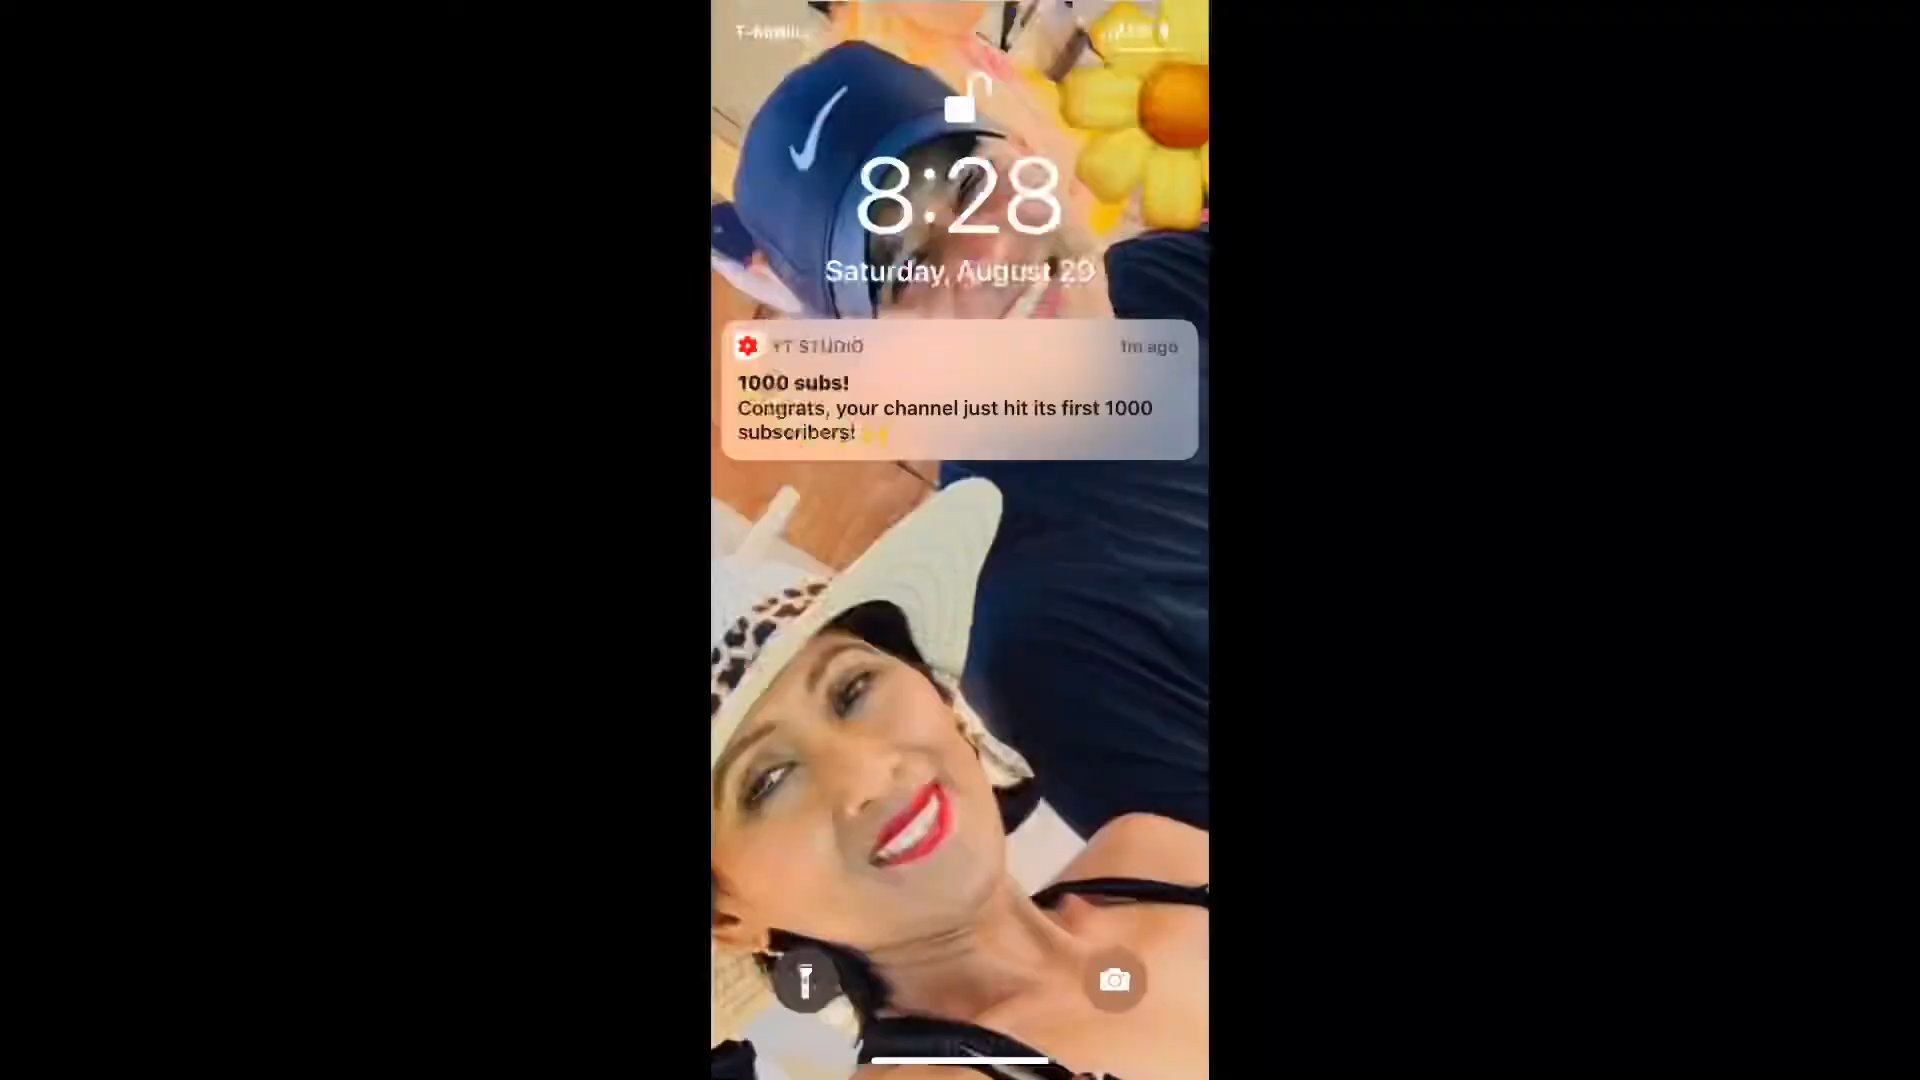 8:28
Saturday, August 29
YT STUDIO
1m ago
1000 subs!
Congrats, your channel just hit its first 1000
subscribers!